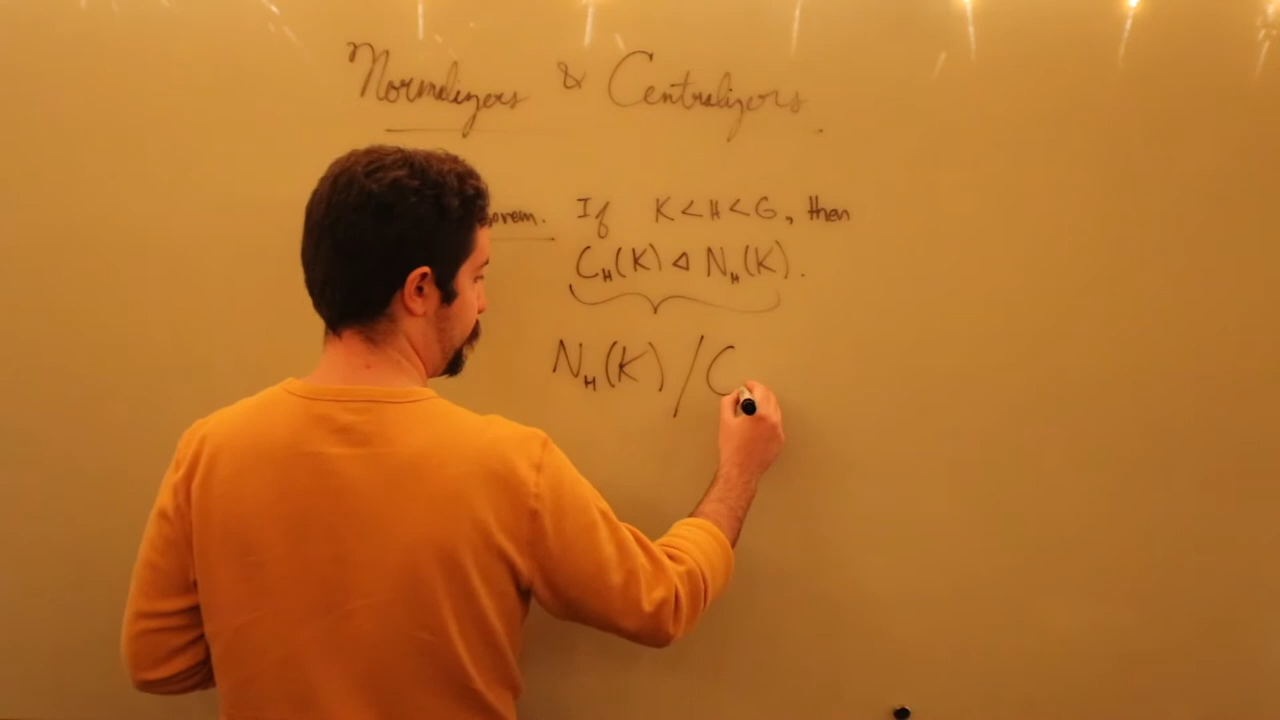 Normalizers & Centralizers
orem. If K < H < G, then
C_H(K) ⊲ N_H(K).
N_H(K) / C